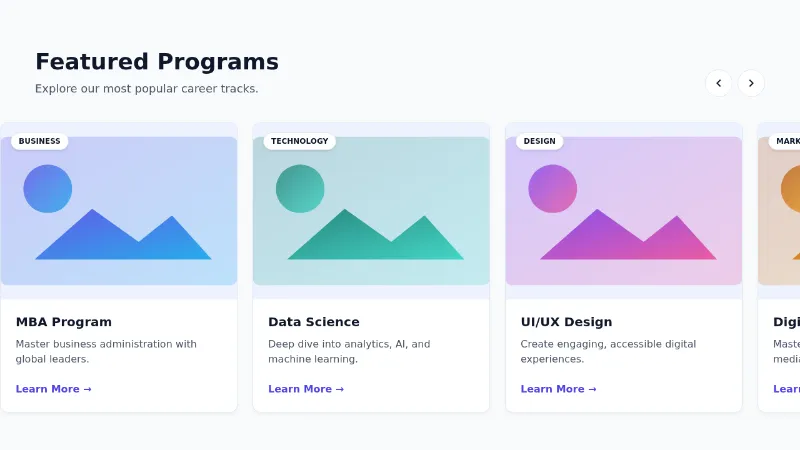 Featured Programs
Explore our most popular career tracks.
BUSINESS
MBA Program
Master business administration with
global leaders.
Learn More →
TECHNOLOGY
Data Science
Deep dive into analytics, AI, and
machine learning.
Learn More →
DESIGN
UI/UX Design
Create engaging, accessible digital
experiences.
Learn More →